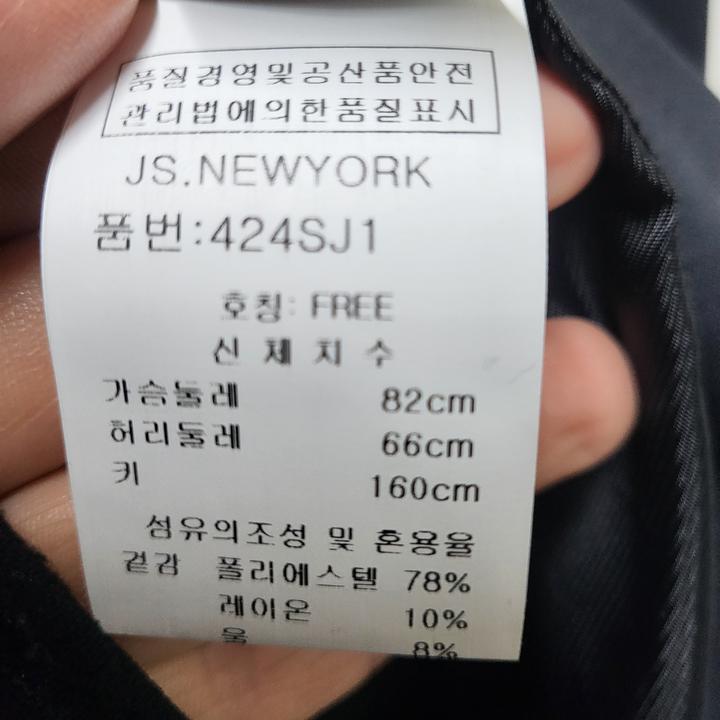 품질경영및공산품안전
관리법에의한품질표시
JS.NEWYORK
품번:424SJ1
호칭: FREE
신 체 치 수
가슴둘레 82cm
허리둘레 66cm
키 160cm
섬유의조성 및 혼용율
겉감 폴리에스텔 78%
레이온 10%
울 8%